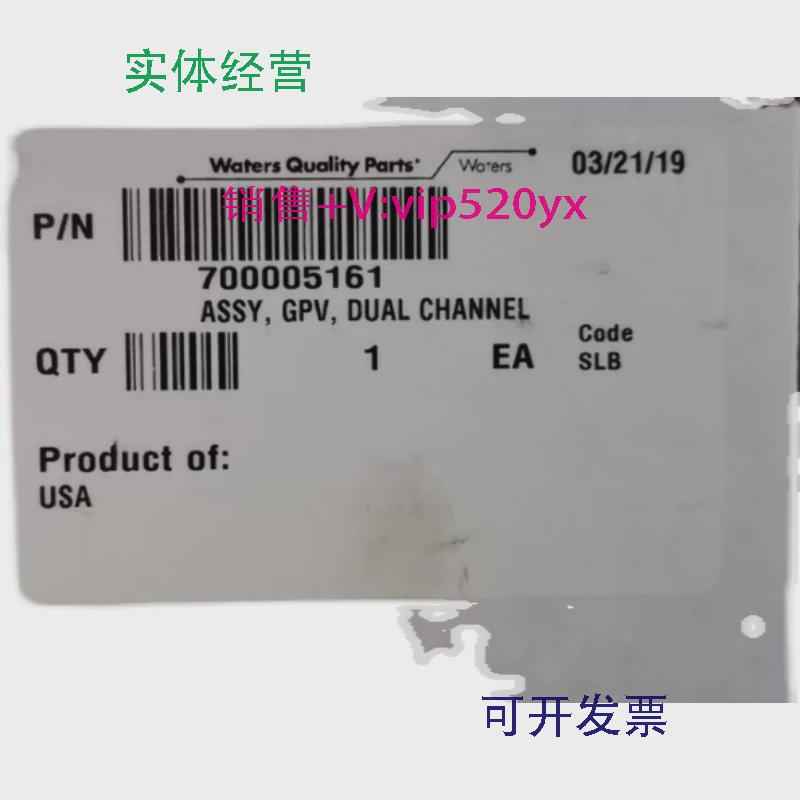 实体经营
Waters Quality Parts• Waters 03/21/19
销售+V:vip520yx
P/N
700005161
ASSY, GPV, DUAL CHANNEL
QTY 1 EA Code
SLB
Product of:
USA
可开发票